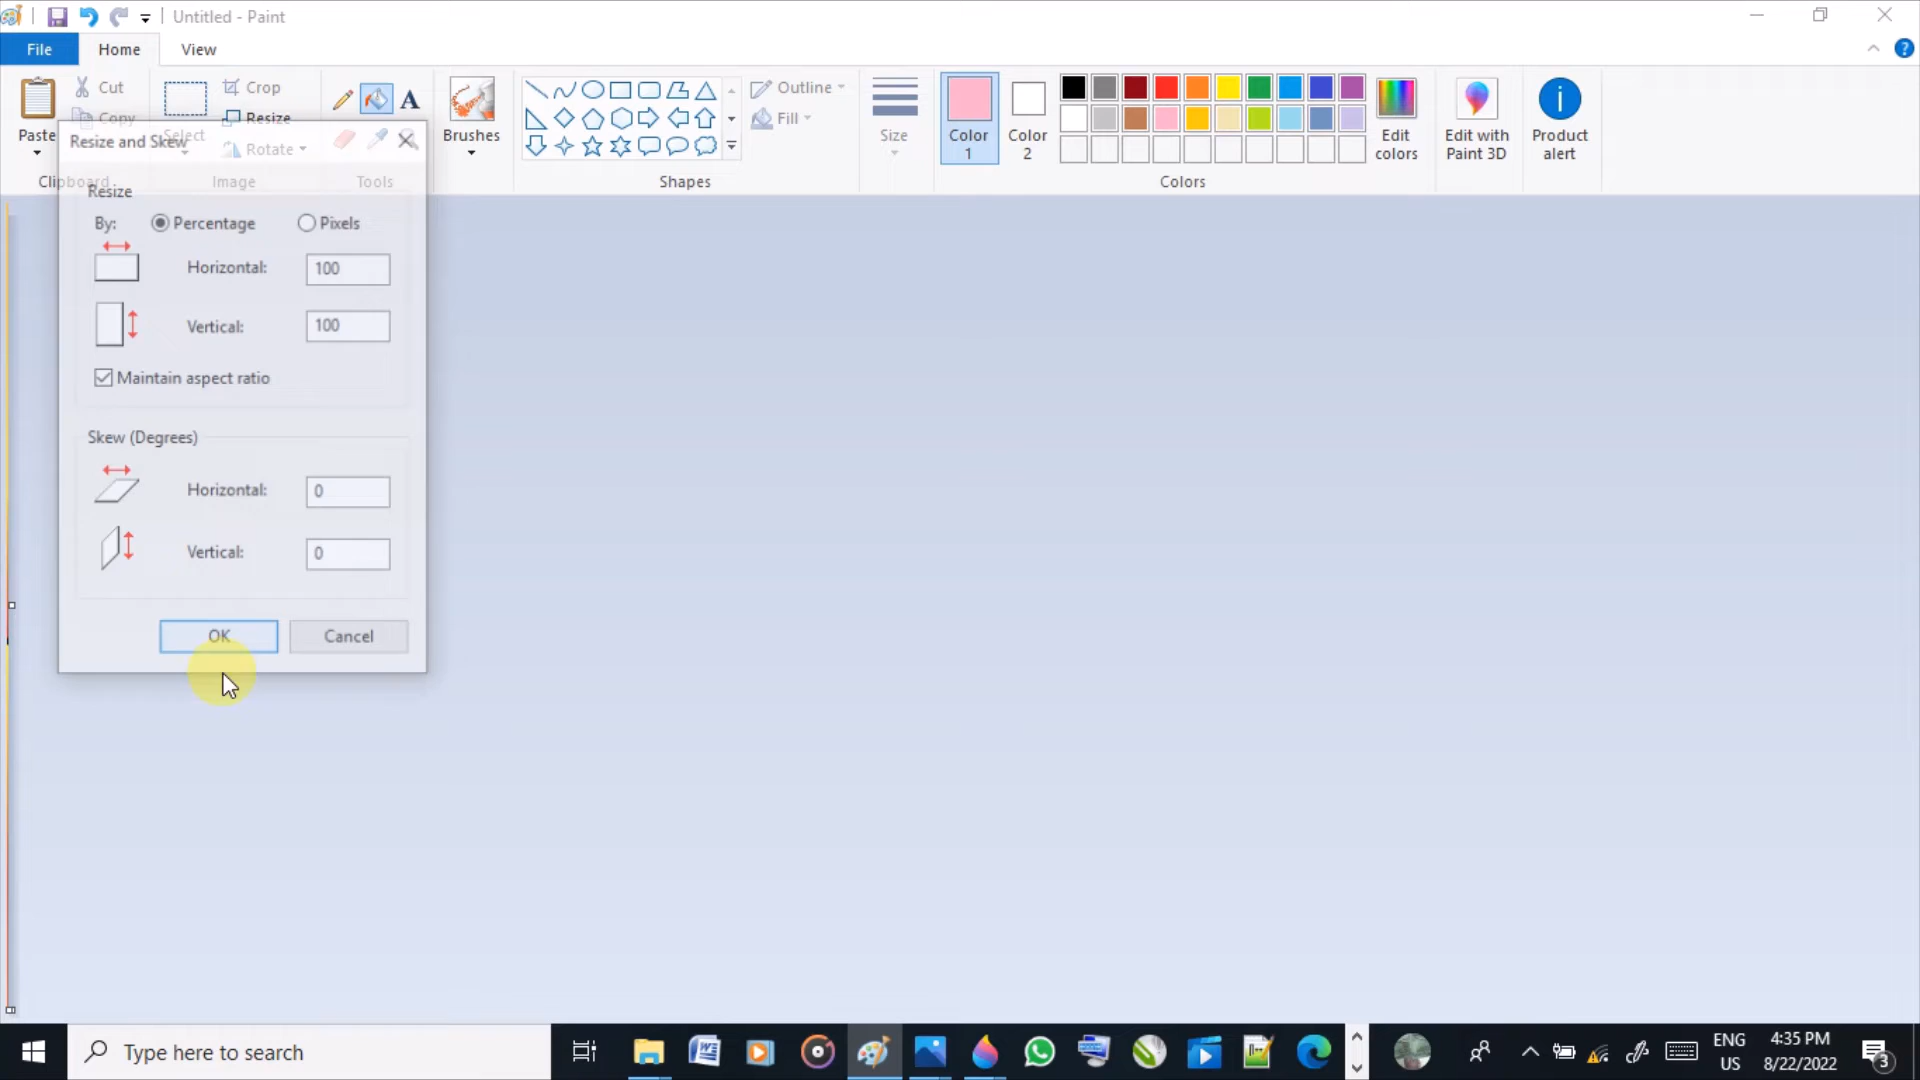 Untitled - Paint
File Home View
Paste
Cut
Copy
Clipboard
Select
Crop
Resize
Rotate
Image
A
Tools
Brushes
Shapes
Outline
Fill
Size
Color 1
Color 2
Edit colors
Colors
Edit with Paint 3D
Product alert
Resize and Skew
Resize
By: Percentage Pixels
Horizontal: 100
Vertical: 100
Maintain aspect ratio
Skew (Degrees)
Horizontal: 0
Vertical: 0
OK Cancel
Type here to search
ENG
US
4:35 PM
8/22/2022
3